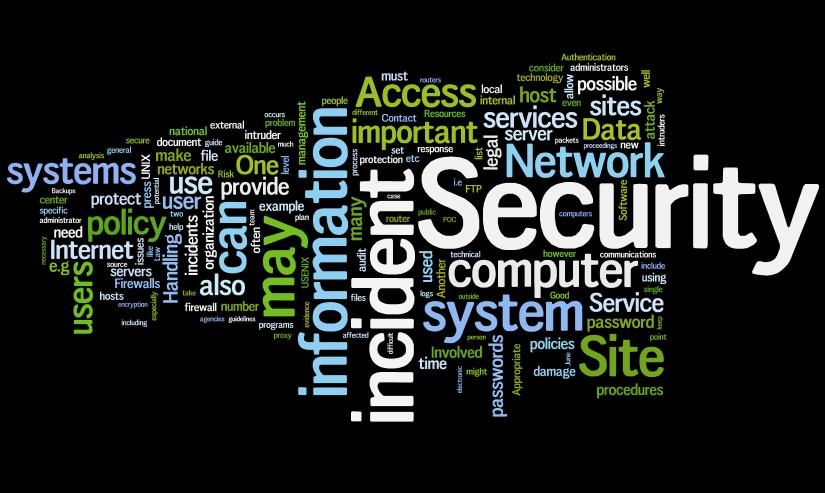 Authentication
must
routers
consider
administrators
technology
allow
possible
well
way
people
Access
local
internal
host
even
sites
attack
intruders
different
Contact
Resources
important
services
server
packets
Data
proceedings
new
legal
list
occurs
problem
management
national
external
intruder
secure
document
guide
much
general
analysis
available
make
file
One
level
networks
Risk
systems
UNIX
use
provide
process
protection
etc
set
response
Network
Security
i.e
FTP
Backups
center
protect
press
potential
user
specific
administrator
two
policy
need
help
Internet
issues
like
Law
Handling
incidents
organization
can
often
team
example
plan
may
information
incident
many
case
router
public
POC
computers
Software
necessary
e.g
users
source
servers
Firewalls
hosts
encryption
especially
including
take
also
firewall
number
agencies
guidelines
programs
proxy
USENIX
evidence
audit
files
affected
difficult
technical
however
communications
used
Another
computer
include
using
single
logs
outside
Good
system
Service
password
keep
person
policies
point
Involved
time
electronic
might
passwords
Appropriate
June
damage
Site
procedures